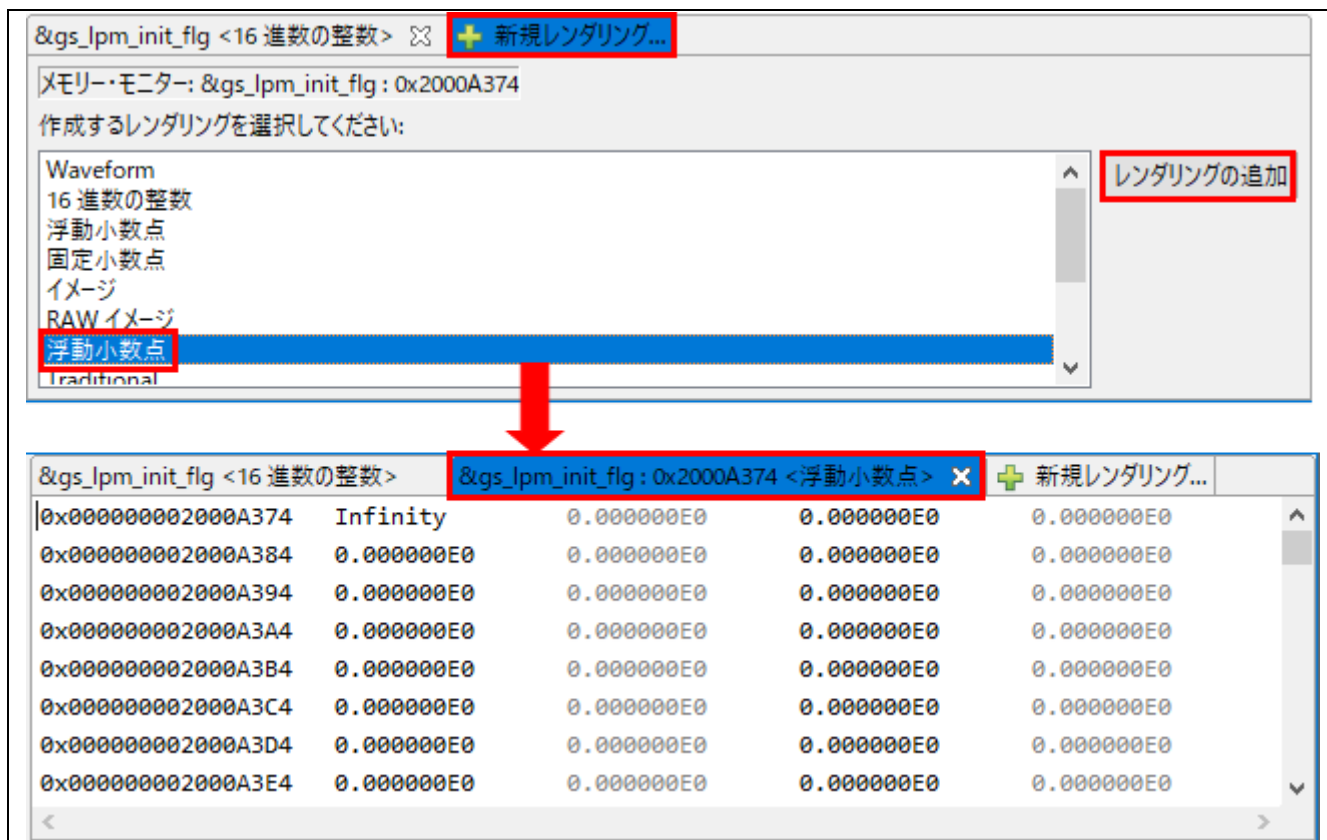 &gs_lpm_init_flg <16 進数の整数> 新規レンダリング...
メモリー・モニター: &gs_lpm_init_flg : 0x2000A374
作成するレンダリングを選択してください:
Waveform
16 進数の整数
浮動小数点
固定小数点
イメージ
RAW イメージ
浮動小数点
Traditional
レンダリングの追加
&gs_lpm_init_flg <16 進数の整数> &gs_lpm_init_flg : 0x2000A374 <浮動小数点> 新規レンダリング...
0x000000002000A374 Infinity 0.000000E0 0.000000E0 0.000000E0
0x000000002000A384 0.000000E0 0.000000E0 0.000000E0 0.000000E0
0x000000002000A394 0.000000E0 0.000000E0 0.000000E0 0.000000E0
0x000000002000A3A4 0.000000E0 0.000000E0 0.000000E0 0.000000E0
0x000000002000A3B4 0.000000E0 0.000000E0 0.000000E0 0.000000E0
0x000000002000A3C4 0.000000E0 0.000000E0 0.000000E0 0.000000E0
0x000000002000A3D4 0.000000E0 0.000000E0 0.000000E0 0.000000E0
0x000000002000A3E4 0.000000E0 0.000000E0 0.000000E0 0.000000E0